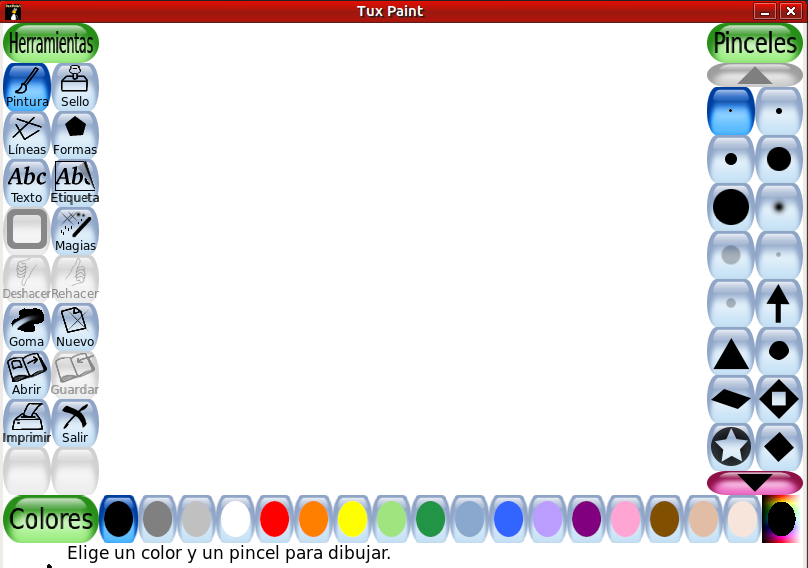 Tux Paint
Herramientas
Pinceles
Pintura
Sello
Líneas
Formas
Abc
Abc
Texto
Etiqueta
Magias
Deshacer
Rehacer
Goma
Nuevo
Abrir
Guardar
Imprimir
Salir
Colores
Elige un color y un pincel para dibujar.